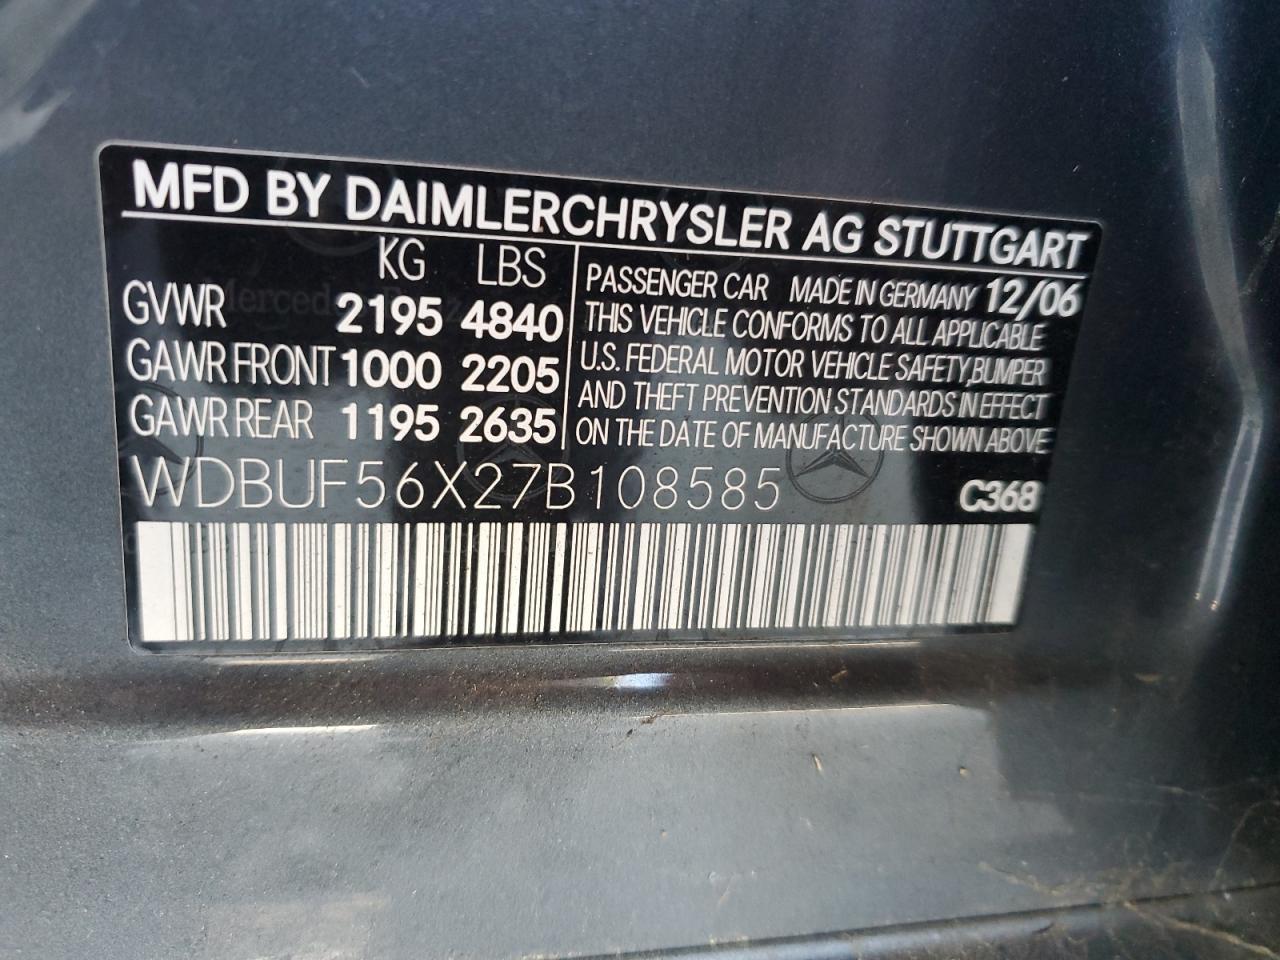 MFD BY DAIMLERCHRYSLER AG STUTTGART
KG LBS
GVWR 2195 4840
GAWR FRONT 1000 2205
GAWR REAR 1195 2635
PASSENGER CAR MADE IN GERMANY 12/06
THIS VEHICLE CONFORMS TO ALL APPLICABLE
U.S. FEDERAL MOTOR VEHICLE SAFETY,BUMPER
AND THEFT PREVENTION STANDARDS IN EFFECT
ON THE DATE OF MANUFACTURE SHOWN ABOVE
WDBUF56X27B108585 C368